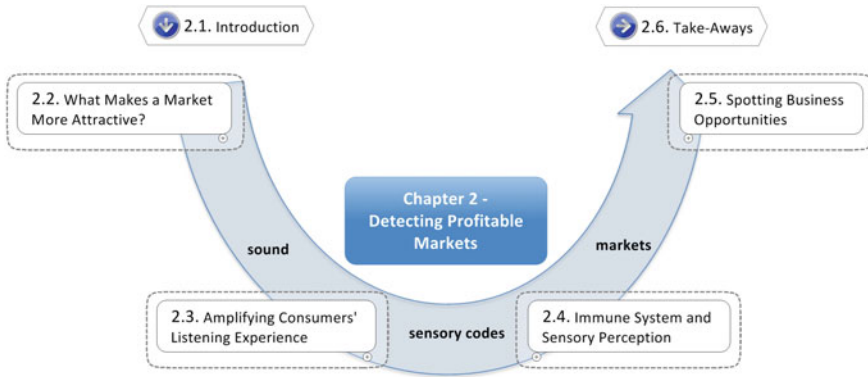 2.1. Introduction
2.6. Take-Aways
2.2. What Makes a Market
More Attractive?
2.5. Spotting Business
Opportunities
Chapter 2 -
Detecting Profitable
Markets
sound
markets
2.3. Amplifying Consumers'
Listening Experience
sensory codes
2.4. Immune System and
Sensory Perception